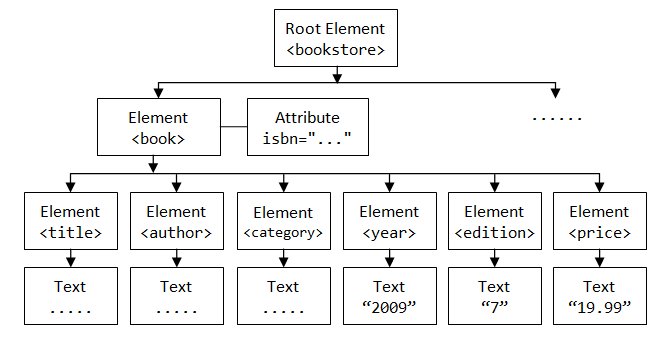 Root Element
<bookstore>
Element
<book>
Attribute
isbn="..."
......
Element
<title>
Element
<author>
Element
<category>
Element
<year>
Element
<edition>
Element
<price>
Text
.....
Text
.....
Text
.....
Text
“2009”
Text
“7”
Text
“19.99”